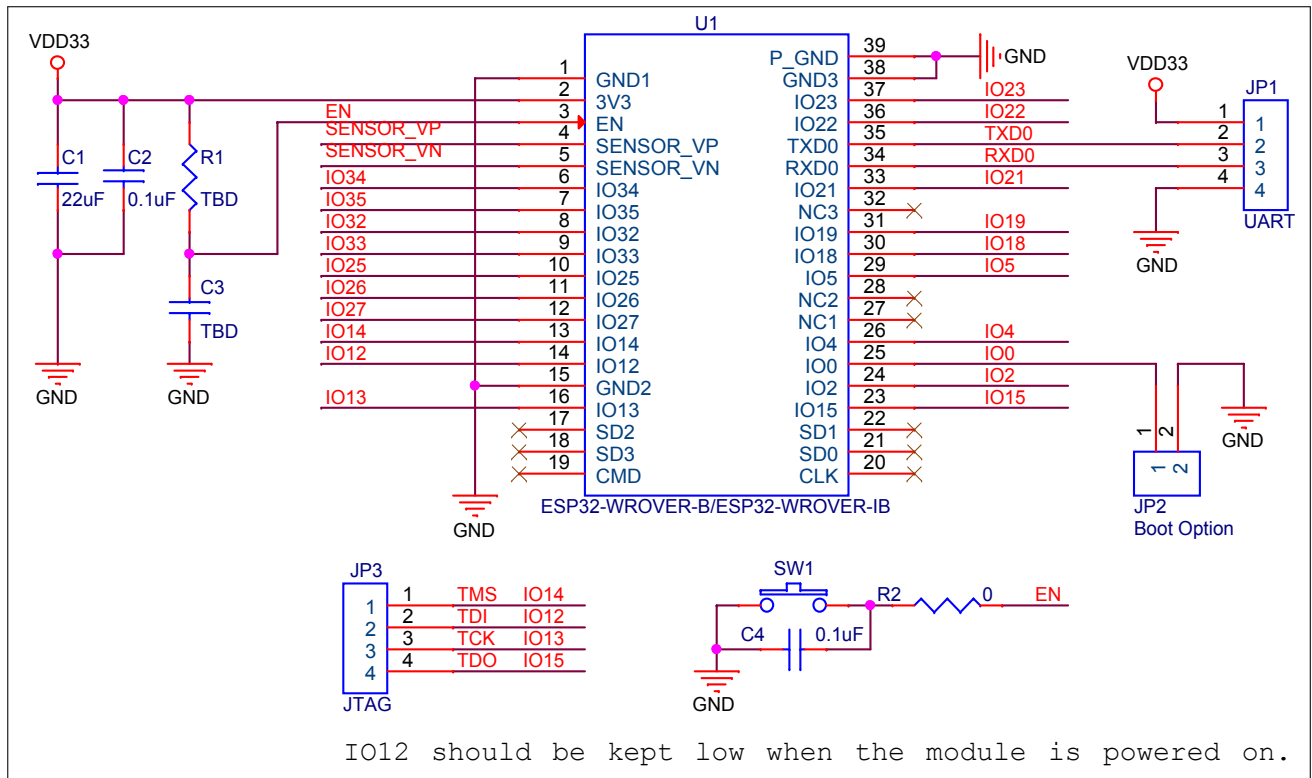 U1
VDD33
1 GND1
2 3V3
EN 3 EN
SENSOR_VP 4 SENSOR_VP
SENSOR_VN 5 SENSOR_VN
IO34 6 IO34
IO35 7 IO35
IO32 8 IO32
IO33 9 IO33
IO25 10 IO25
IO26 11 IO26
IO27 12 IO27
IO14 13 IO14
IO12 14 IO12
15 GND2
IO13 16 IO13
17 SD2
18 SD3
19 CMD
P_GND 39 GND
GND3 38
IO23 37 IO23
IO22 36 IO22
TXD0 35 TXD0
RXD0 34 RXD0
IO21 33 IO21
NC3 32
IO19 31 IO19
IO18 30 IO18
IO5 29 IO5
NC2 28
NC1 27
IO4 26 IO4
IO0 25 IO0
IO2 24 IO2
IO15 23 IO15
SD1 22
SD0 21
CLK 20
ESP32-WROVER-B/ESP32-WROVER-IB
C1
22uF
C2
0.1uF
R1
TBD
C3
TBD
GND
GND
GND
VDD33
JP1
1 1
2 2
3 3
4 4
UART
GND
1 2
1 2
GND
JP2
Boot Option
JP3
1 1 TMS IO14
2 2 TDI IO12
3 3 TCK IO13
4 4 TDO IO15
JTAG
SW1
R2 0 EN
C4 0.1uF
GND
IO12 should be kept low when the module is powered on.